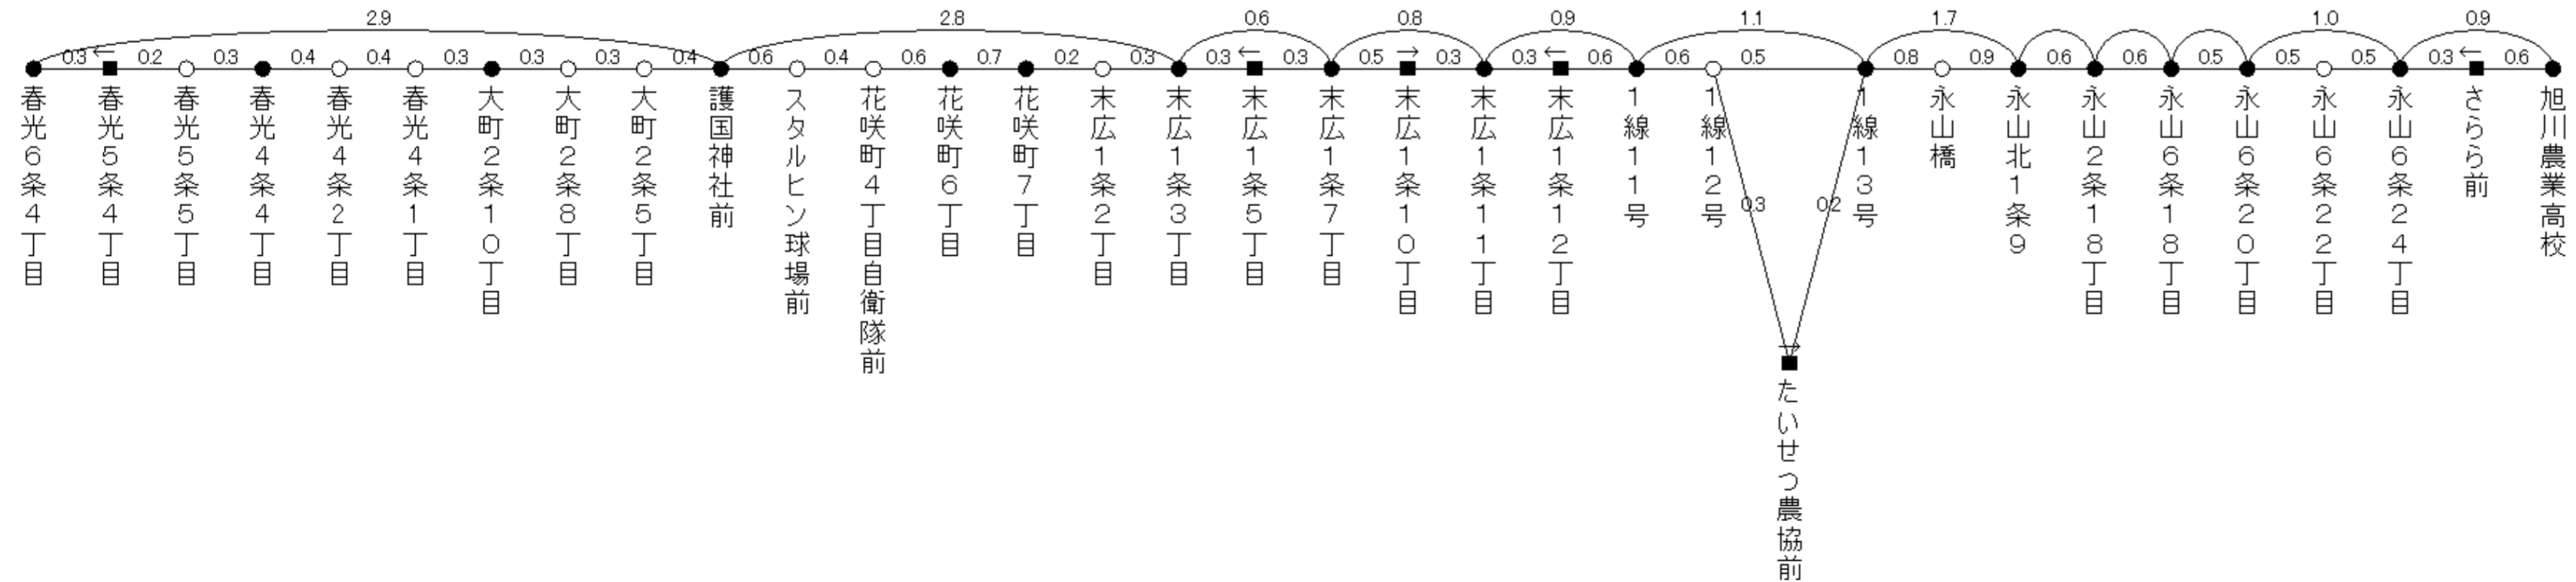 2.9 2.8 0.6 0.8 0.9 1.1 1.7 1.0 0.9
0.3 ← 0.2 0.3 0.4 0.4 0.3 0.3 0.3 0.4 0.6 0.4 0.6 0.7 0.2 0.3 0.3 ← 0.3 0.5 → 0.3 0.3 ← 0.6 0.6 0.5 0.8 0.9 0.6 0.6 0.5 0.5 0.5 0.3 ← 0.6
春光6条4丁目
春光5条4丁目
春光5条5丁目
春光4条4丁目
春光4条2丁目
春光4条1丁目
大町2条10丁目
大町2条8丁目
大町2条5丁目
護国神社前
スタルヒン球場前
花咲町4丁目自衛隊前
花咲町6丁目
花咲町7丁目
末広1条2丁目
末広1条3丁目
末広1条5丁目
末広1条7丁目
末広1条10丁目
末広1条11丁目
末広1条12丁目
1線11号
1線12号
0.3
→
たいせつ農協前
0.2
1線13号
永山橋
永山北1条9
永山2条18丁目
永山6条18丁目
永山6条20丁目
永山6条22丁目
永山6条24丁目
さらら前
旭川農業高校